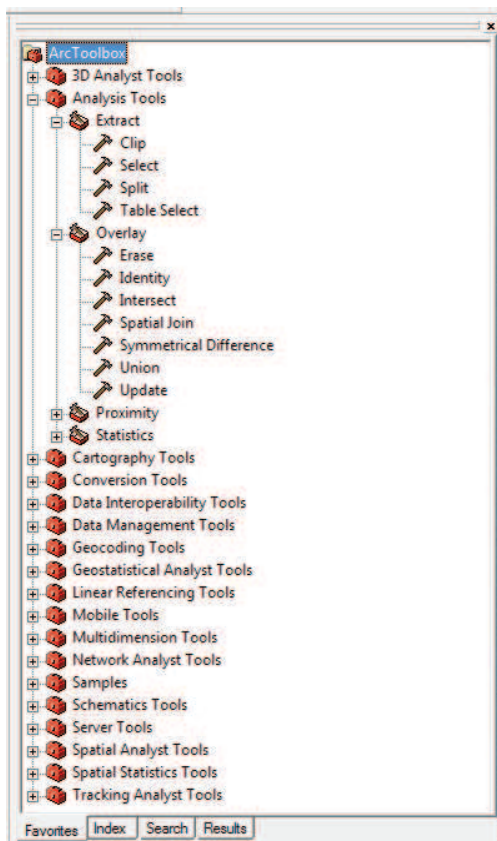 ArcToolbox
3D Analyst Tools
Analysis Tools
Extract
Clip
Select
Split
Table Select
Overlay
Erase
Identity
Intersect
Spatial Join
Symmetrical Difference
Union
Update
Proximity
Statistics
Cartography Tools
Conversion Tools
Data Interoperability Tools
Data Management Tools
Geocoding Tools
Geostatistical Analyst Tools
Linear Referencing Tools
Mobile Tools
Multidimension Tools
Network Analyst Tools
Samples
Schematics Tools
Server Tools
Spatial Analyst Tools
Spatial Statistics Tools
Tracking Analyst Tools
Favorites Index Search Results